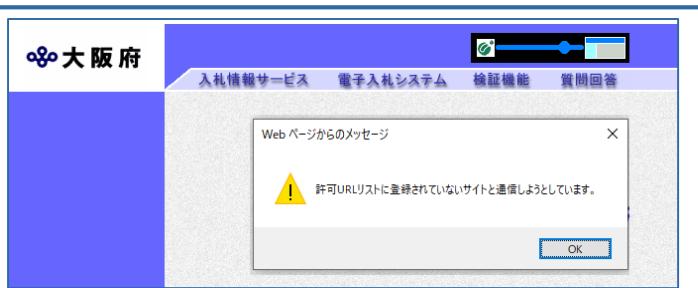 大阪府
入札情報サービス 電子入札システム 検証機能 質問回答
Web ページからのメッセージ
許可URLリストに登録されていないサイトと通信しようとしています。
OK